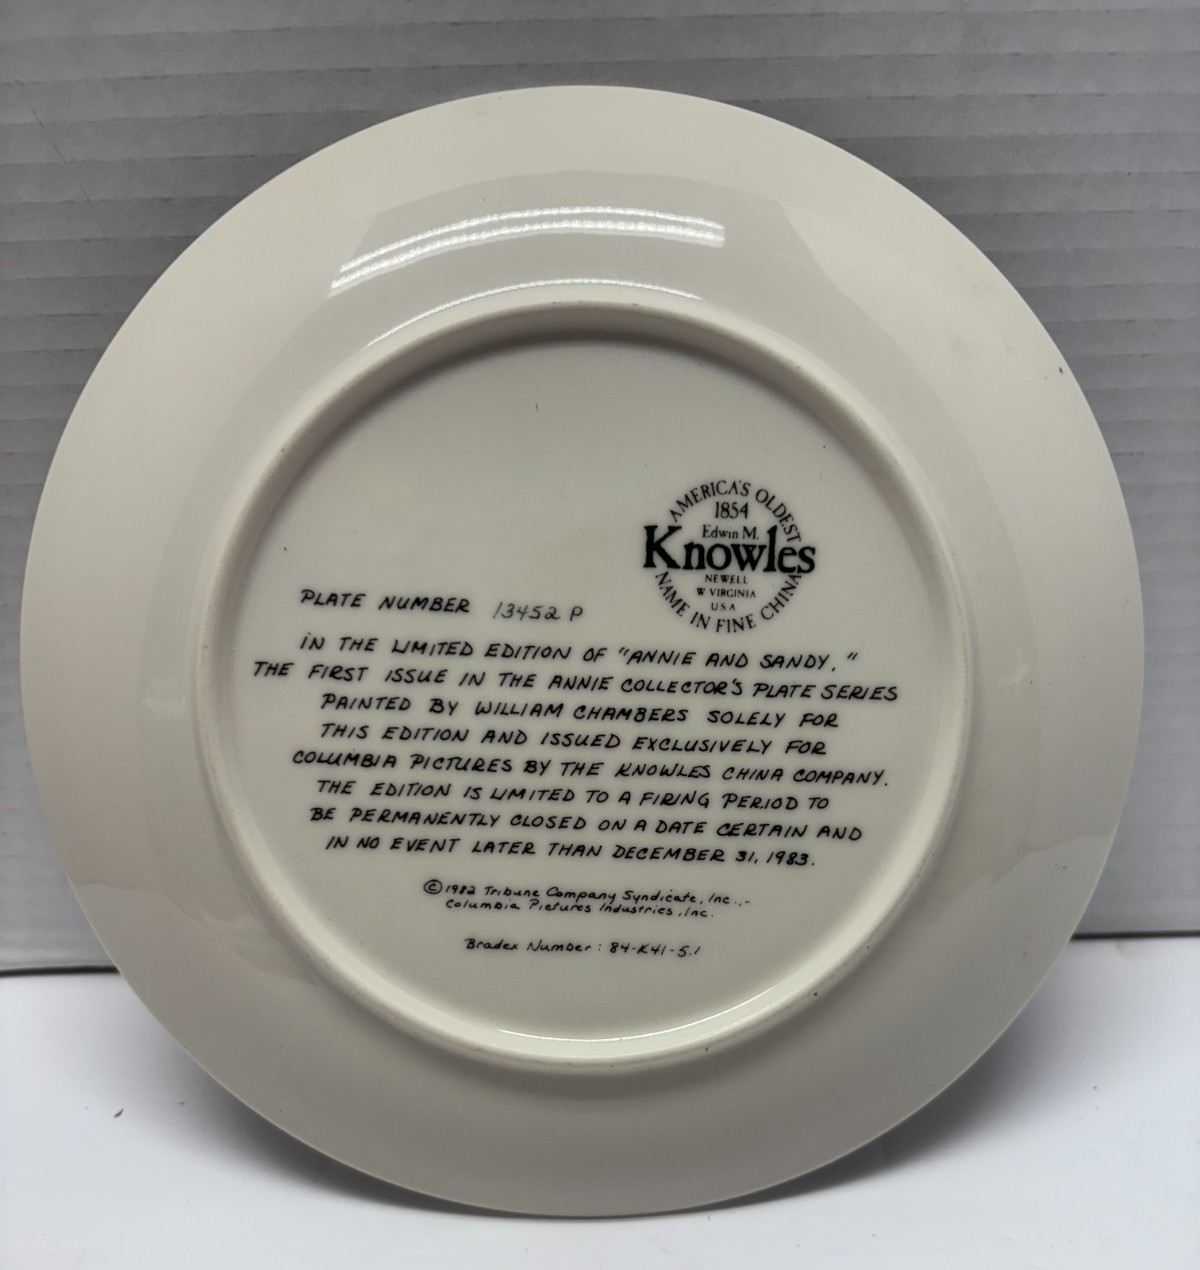 AMERICA'S OLDEST
1854
Edwin M.
Knowles
NEWELL
W VIRGINIA
USA
NAME IN FINE CHINA
PLATE NUMBER 13452 P
IN THE LIMITED EDITION OF "ANNIE AND SANDY."
THE FIRST ISSUE IN THE ANNIE COLLECTOR'S PLATE SERIES
PAINTED BY WILLIAM CHAMBERS SOLELY FOR
THIS EDITION AND ISSUED EXCLUSIVELY FOR
COLUMBIA PICTURES BY THE KNOWLES CHINA COMPANY.
THE EDITION IS LIMITED TO A FIRING PERIOD TO
BE PERMANENTLY CLOSED ON A DATE CERTAIN AND
IN NO EVENT LATER THAN DECEMBER 31, 1983.
©1982 Tribune Company Syndicate, Inc.,-
Columbia Pictures Industries, Inc.
Bradex Number: 84-K41-5.1